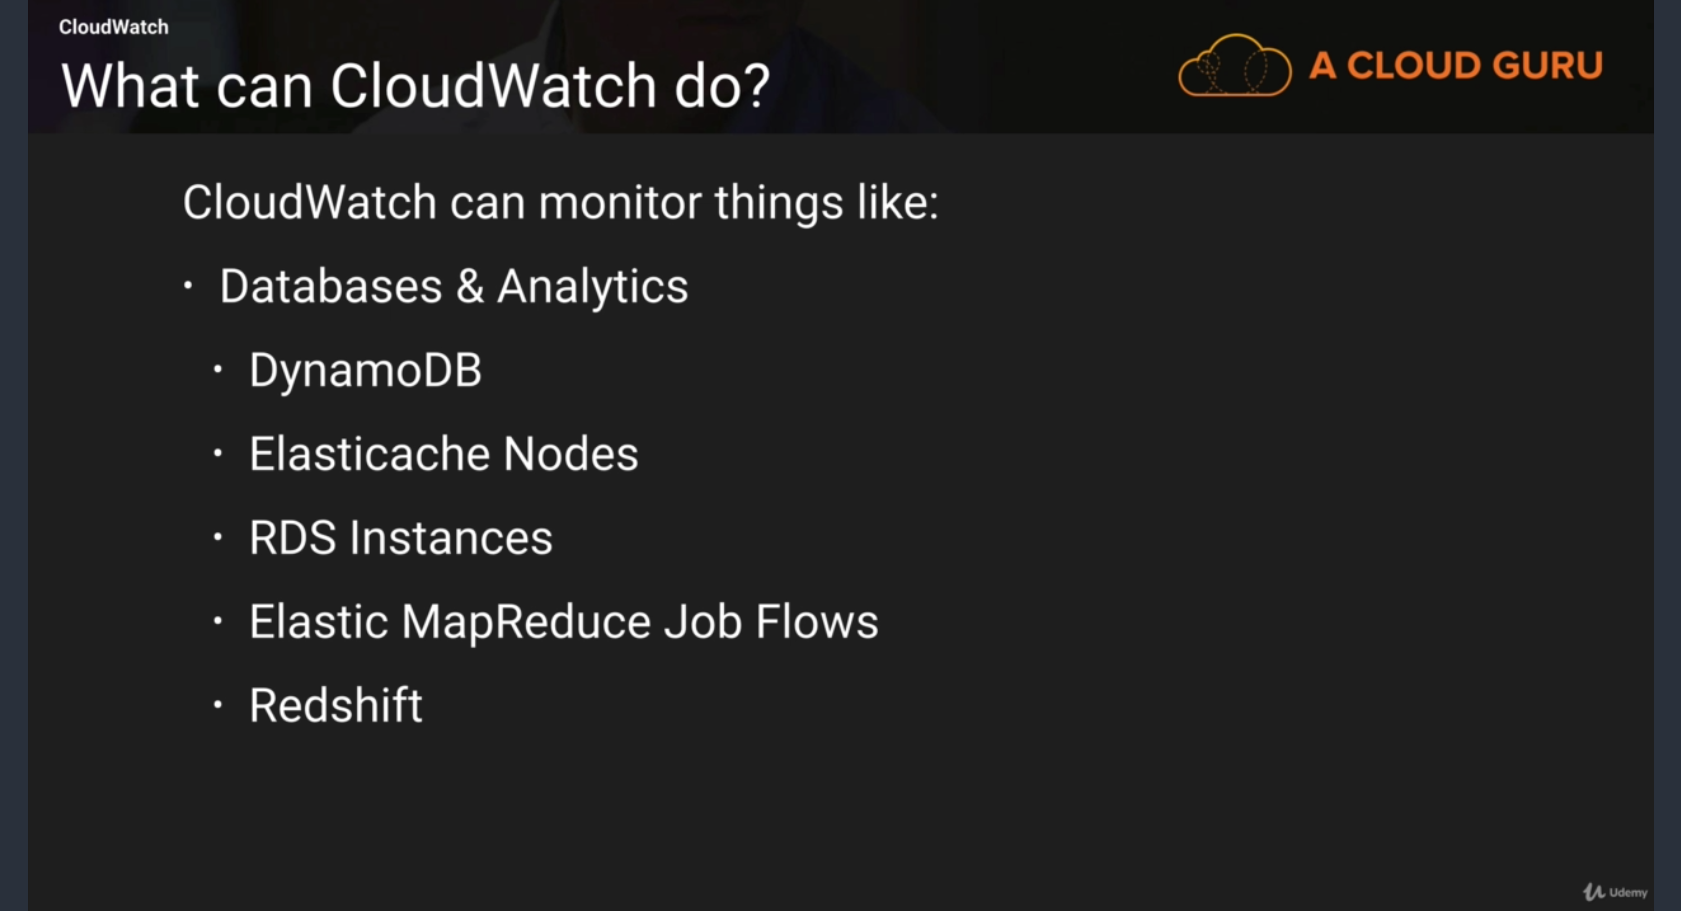 CloudWatch
What can CloudWatch do?
A CLOUD GURU
CloudWatch can monitor things like:
• Databases & Analytics
• DynamoDB
• Elasticache Nodes
• RDS Instances
• Elastic MapReduce Job Flows
• Redshift
Udemy